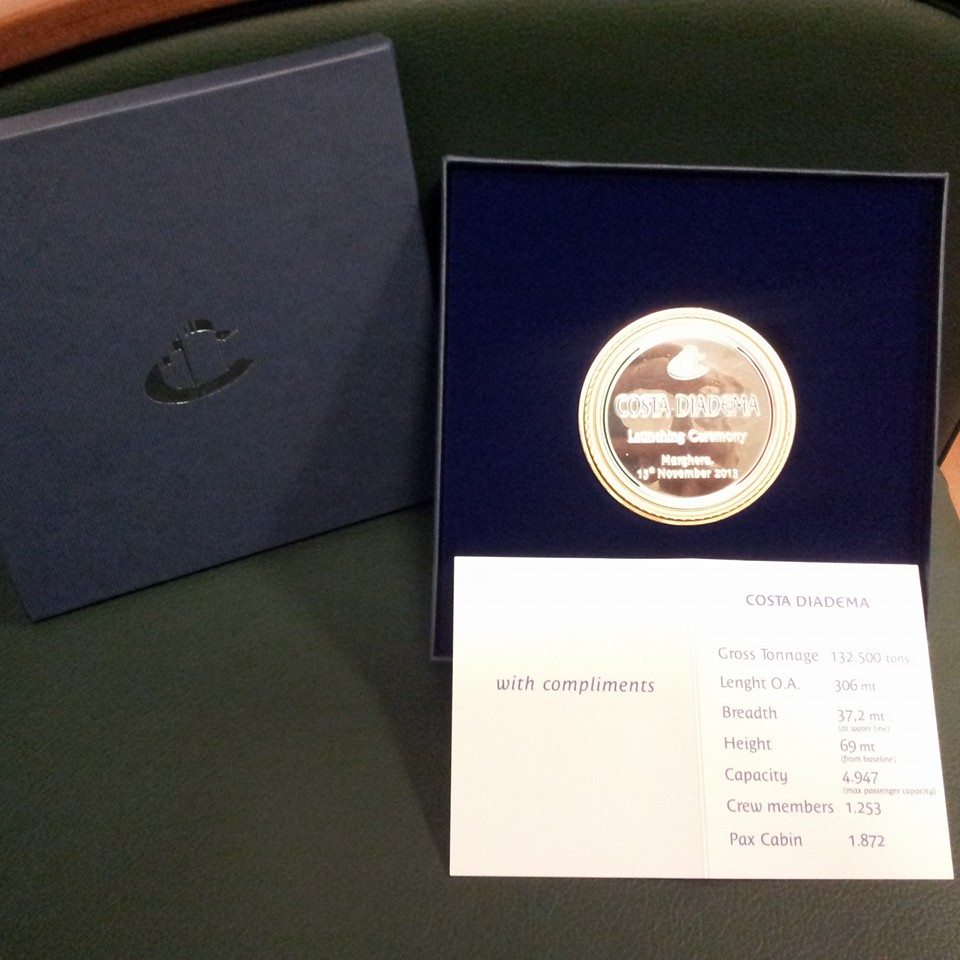 COSTA DIADEMA
Launching Ceremony
Marghera,
15th November 2013
with compliments
COSTA DIADEMA
Gross Tonnage 132.500 tons
Lenght O.A. 306 mt
Breadth 37,2 mt
(at water line)
Height 69 mt
(from baseline)
Capacity 4.947
(max passenger capacity)
Crew members 1.253
Pax Cabin 1.872